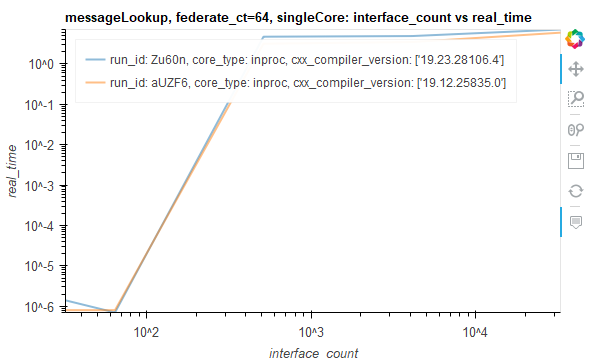 messageLookup, federate_ct=64, singleCore: interface_count vs real_time
run_id: Zu60n, core_type: inproc, cxx_compiler_version: ['19.23.28106.4']
run_id: aUZF6, core_type: inproc, cxx_compiler_version: ['19.12.25835.0']
10^0
10^-1
10^-2
10^-3
10^-4
10^-5
10^-6
real_time
10^2
10^3
10^4
interface_count